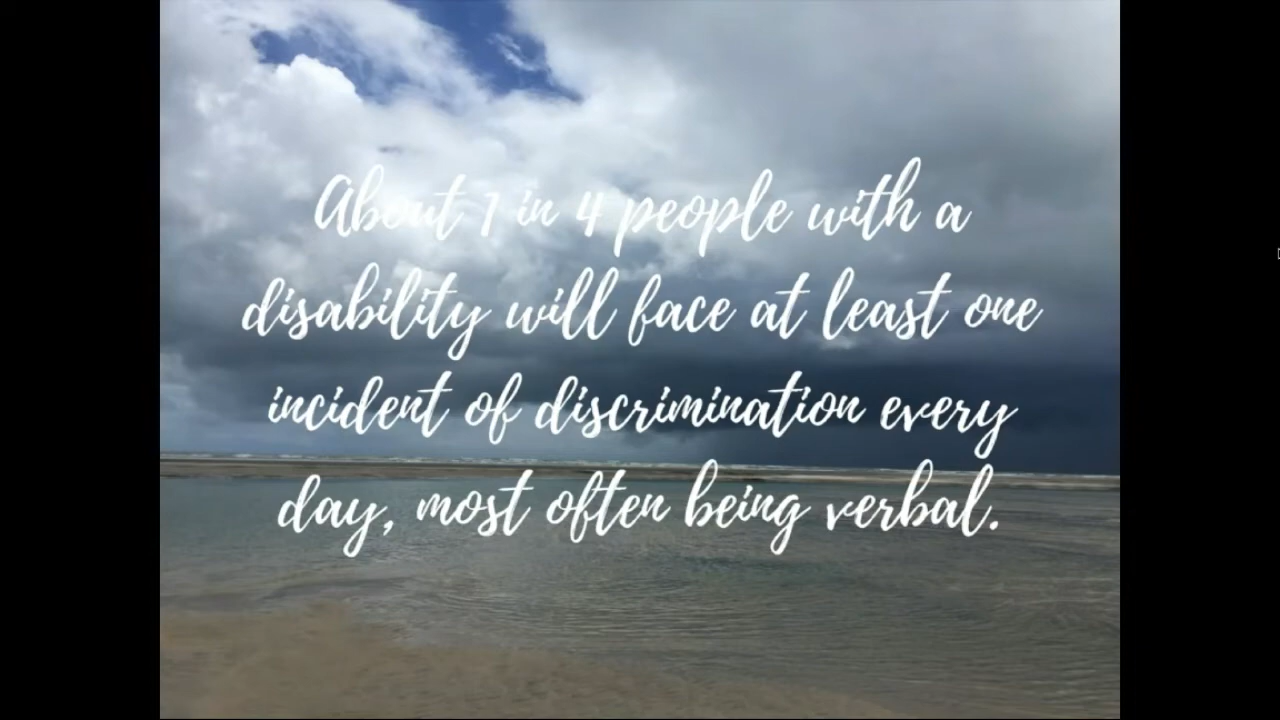 About 1 in 4 people with a
disability will face at least one
incident of discrimination every
day, most often being verbal.